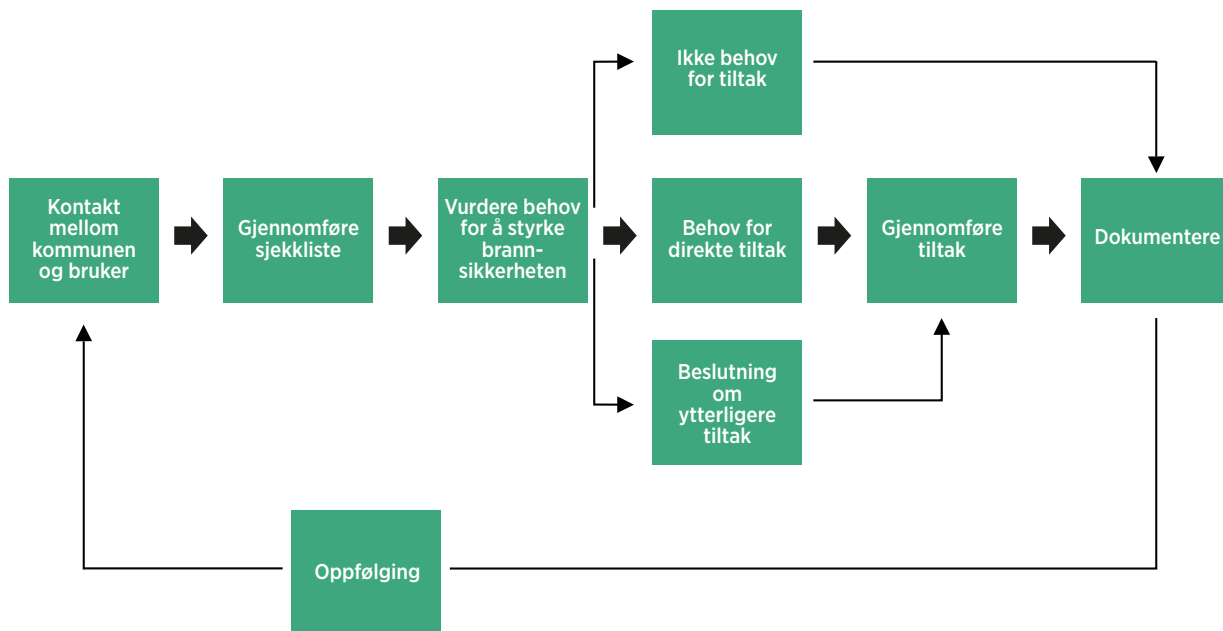 Kontakt
mellom
kommunen
og bruker
Gjennomføre
sjekkliste
Vurdere behov
for å styrke
brann-
sikkerheten
Ikke behov
for tiltak
Behov for
direkte tiltak
Beslutning
om
ytterligere
tiltak
Gjennomføre
tiltak
Dokumentere
Oppfølging